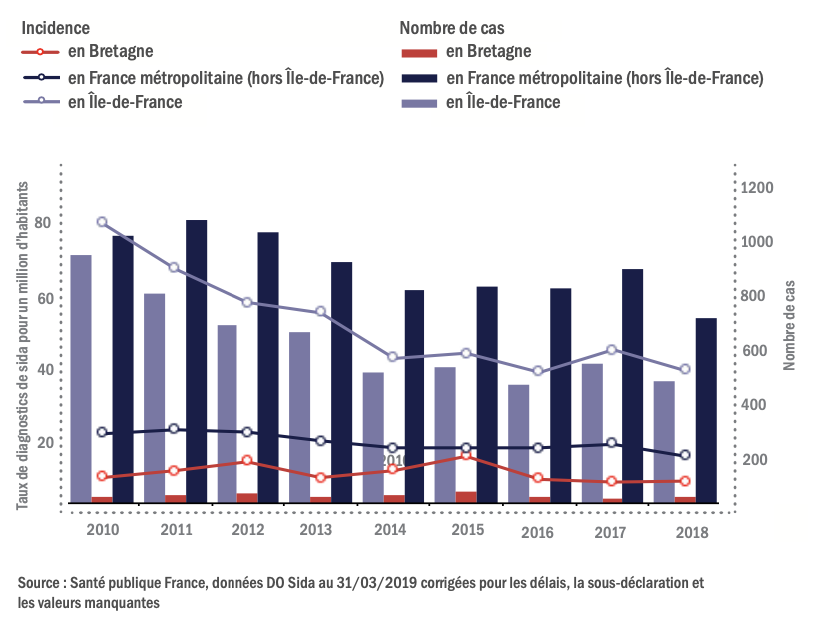 Incidence
en Bretagne
en France métropolitaine (hors Île-de-France)
en Île-de-France
Nombre de cas
en Bretagne
en France métropolitaine (hors Île-de-France)
en Île-de-France
Taux de diagnostics de sida pour un million d'habitants
80
60
40
20
1200
1000
800
600
400
200
Nombre de cas
2010
2010
2011
2012
2013
2014
2015
2016
2017
2018
Source : Santé publique France, données DO Sida au 31/03/2019 corrigées pour les délais, la sous-déclaration et
les valeurs manquantes